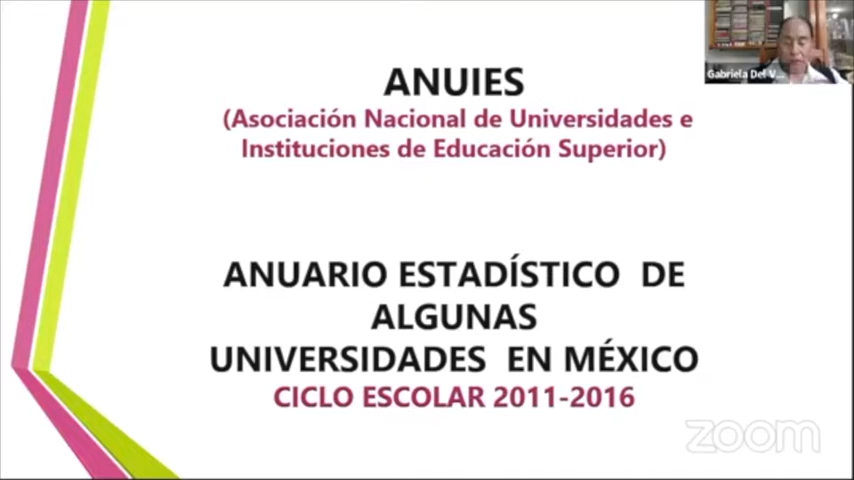 ANUIES
(Asociación Nacional de Universidades e
Instituciones de Educación Superior)
ANUARIO ESTADÍSTICO DE
ALGUNAS
UNIVERSIDADES EN MÉXICO
CICLO ESCOLAR 2011-2016
Gabriela Del V...
zoom